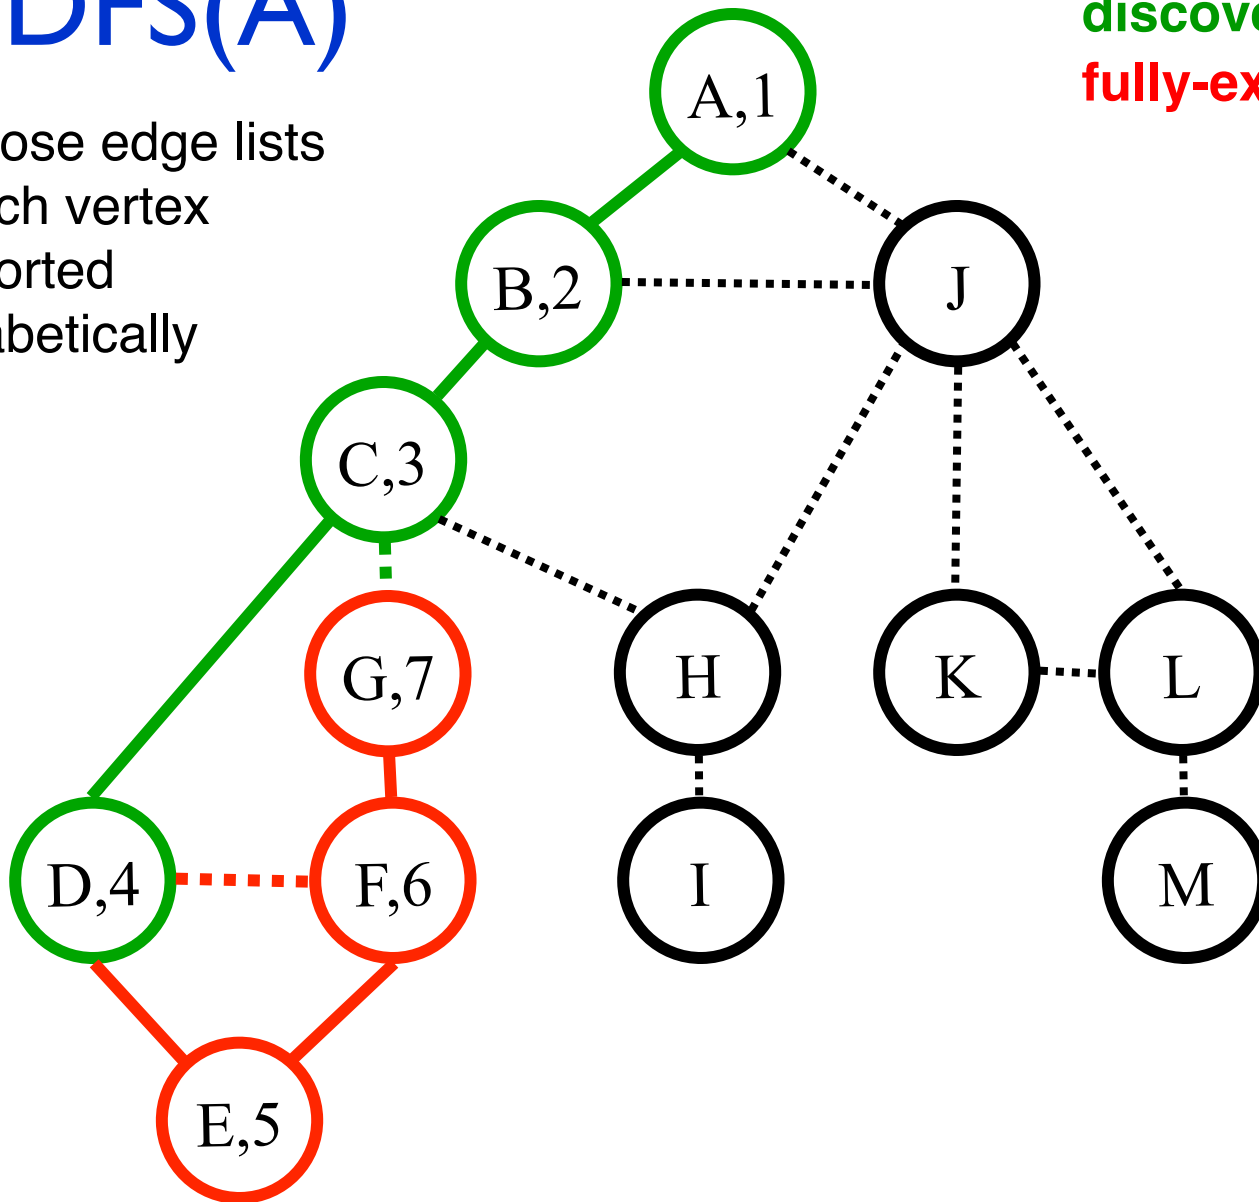 DFS(A)
discove
fully-ex
ose edge lists
ch vertex
orted
abetically
A,1
B,2
J
C,3
G,7
H
K
L
D,4
F,6
I
M
E,5